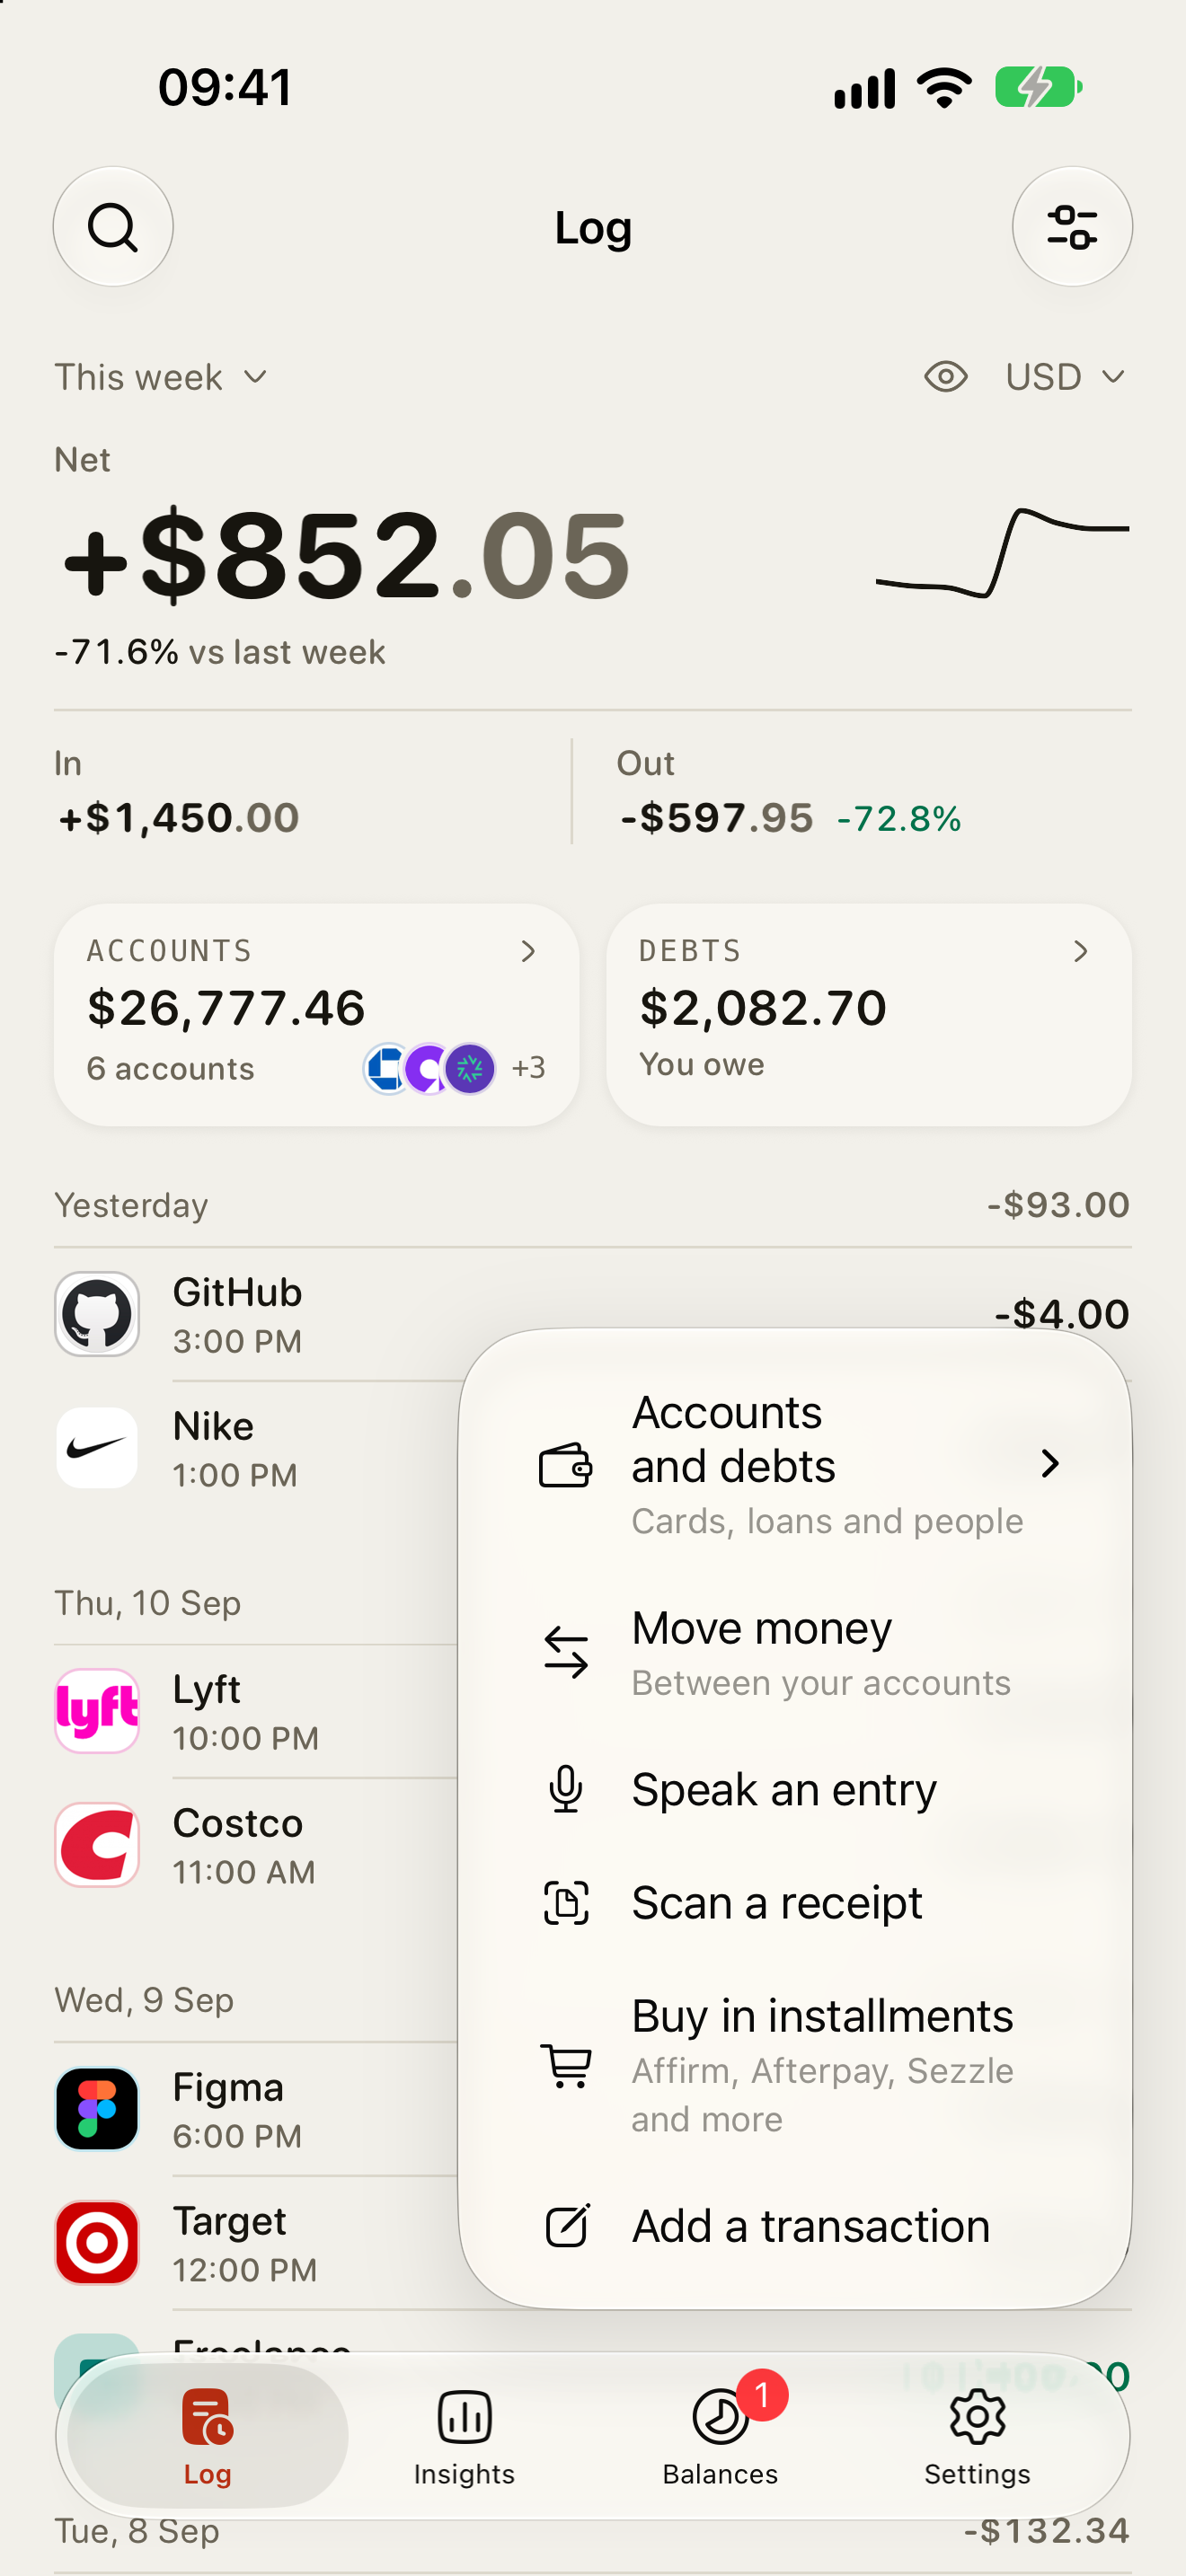 09:41
Log
This week
USD
Net
+$852.05
-71.6% vs last week
In
Out
+$1,450.00
-$597.95 -72.8%
ACCOUNTS
DEBTS
$26,777.46
$2,082.70
6 accounts
+3
You owe
Yesterday
-$93.00
GitHub
-$4.00
3:00 PM
Nike
1:00 PM
Accounts
and debts
Cards, loans and people
Thu, 10 Sep
Move money
Between your accounts
lyft
Lyft
10:00 PM
Speak an entry
Costco
11:00 AM
Scan a receipt
Wed, 9 Sep
Buy in installments
Affirm, Afterpay, Sezzle
and more
Figma
6:00 PM
Target
12:00 PM
Add a transaction
Freelance
1
Log
Insights
Balances
Settings
Tue, 8 Sep
-$132.34